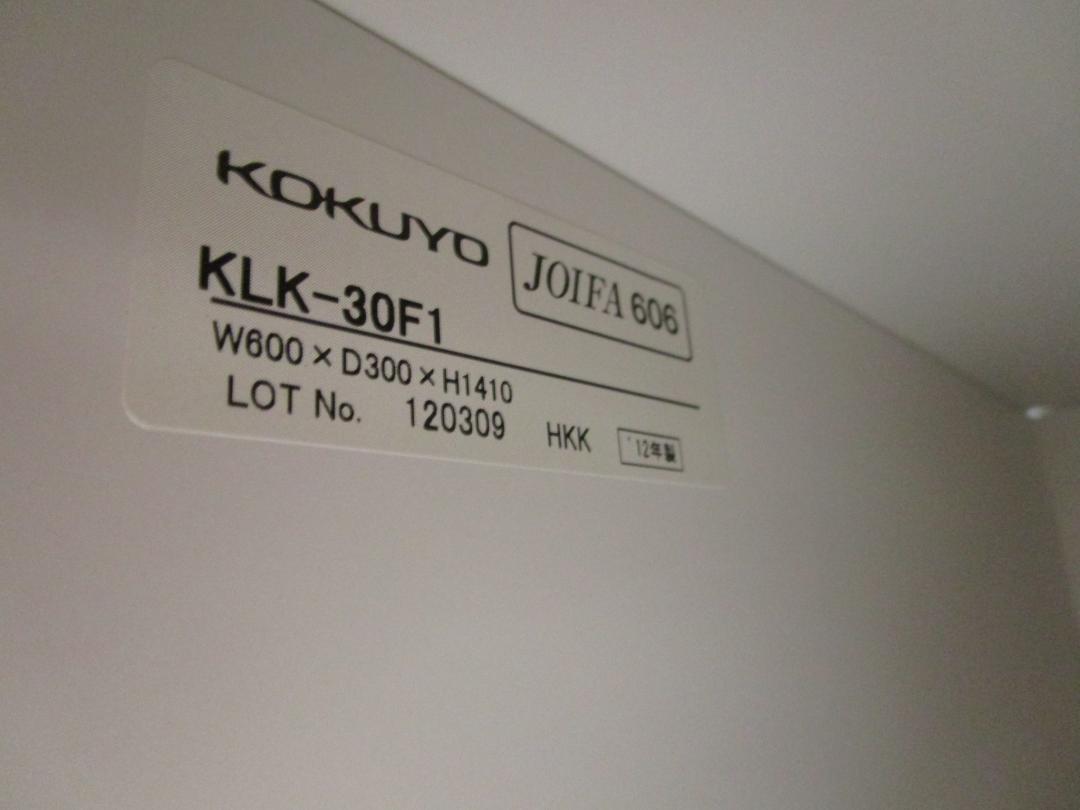 KOKUYO
JOIFA 606
KLK-30F1
W600×D300×H1410
LOT No. 120309 HKK '12年製